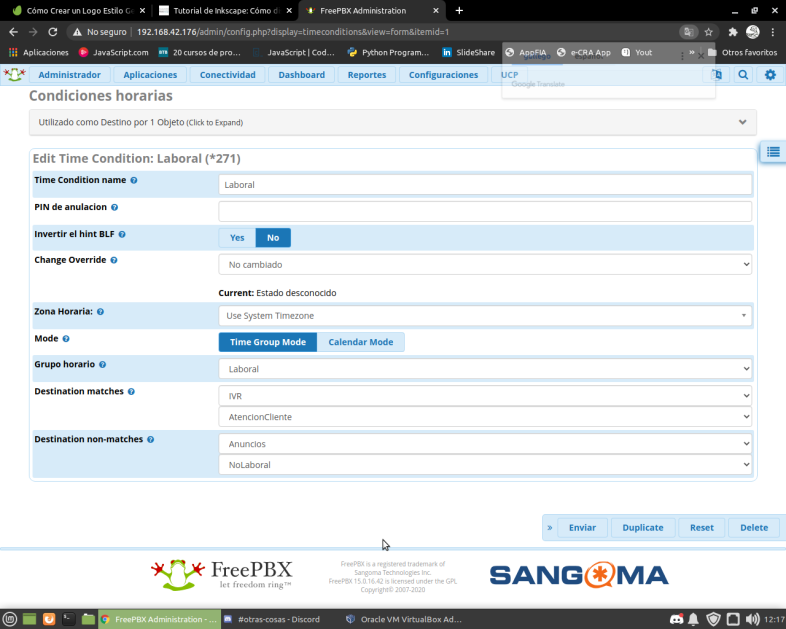 Cómo Crear un Logo Estilo G
Tutorial de Inkscape: Cómo di
FreePBX Administration
No seguro | 192.168.42.176/admin/config.php?display=timeconditions&view=form&itemid=1
Aplicaciones JavaScript.com 20 cursos de pro... JavaScript | Cod... Python Program... SlideShare AppFIA e-CRA App Yout » Otros favoritos
español
Google Translate
Administrador Aplicaciones Conectividad Dashboard Reportes Configuraciones UCP
Condiciones horarias
Utilizado como Destino por 1 Objeto (Click to Expand)
Edit Time Condition: Laboral (*271)
Time Condition name
Laboral
PIN de anulacion
Invertir el hint BLF
Yes No
Change Override
No cambiado
Current: Estado desconocido
Zona Horaria:
Use System Timezone
Mode
Time Group Mode Calendar Mode
Grupo horario
Laboral
Destination matches
IVR
AtencionCliente
Destination non-matches
Anuncios
NoLaboral
» Enviar Duplicate Reset Delete
FreePBX
let freedom ring™
FreePBX is a registered trademark of
Sangoma Technologies Inc.
FreePBX 15.0.16.42 is licensed under the GPL
Copyright© 2007-2020
SANGOMA
FreePBX Administration - ... #otras-cosas - Discord Oracle VM VirtualBox Ad... 12:17